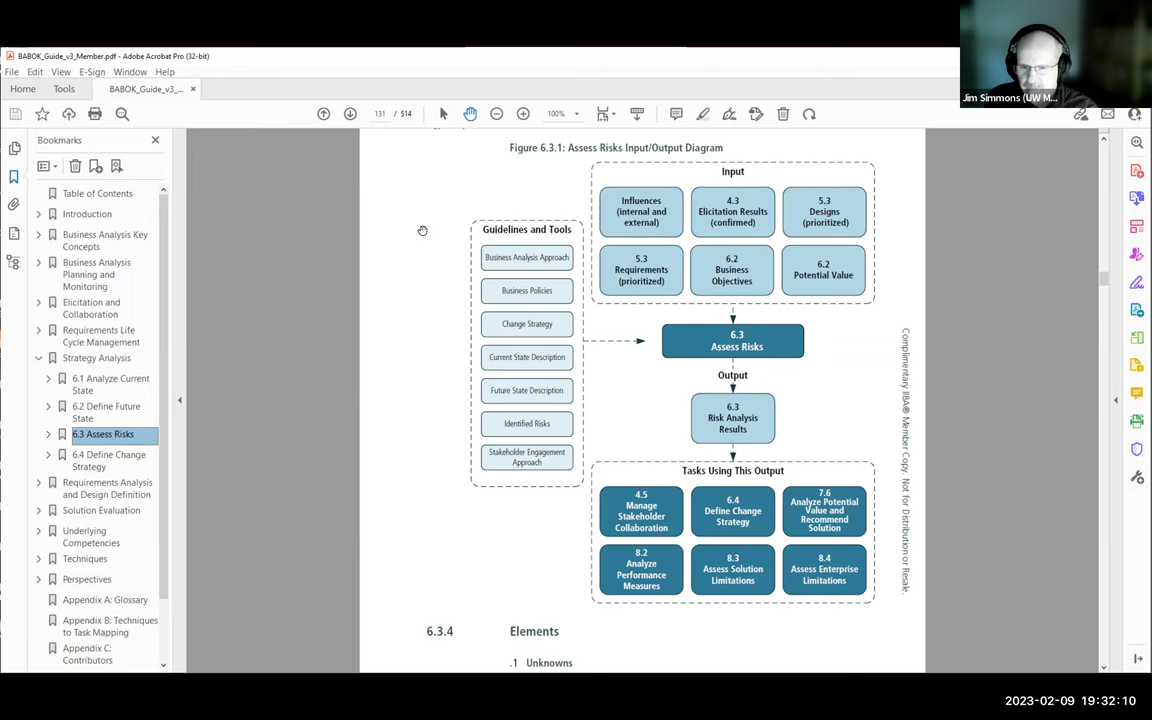 BABOK_Guide_v3_Member.pdf - Adobe Acrobat Pro (32-bit)
File Edit View E-Sign Window Help
Home Tools BABOK_Guide_v3_... ×
131 / 514 100%
Jim Simmons (UW M...
Bookmarks
Table of Contents
Introduction
Business Analysis Key
Concepts
Business Analysis
Planning and
Monitoring
Elicitation and
Collaboration
Requirements Life
Cycle Management
Strategy Analysis
6.1 Analyze Current
State
6.2 Define Future
State
6.3 Assess Risks
6.4 Define Change
Strategy
Requirements Analysis
and Design Definition
Solution Evaluation
Underlying
Competencies
Techniques
Perspectives
Appendix A: Glossary
Appendix B: Techniques
to Task Mapping
Appendix C:
Contributors
Figure 6.3.1: Assess Risks Input/Output Diagram
Input
Influences
(internal and
external)
4.3
Elicitation Results
(confirmed)
5.3
Designs
(prioritized)
5.3
Requirements
(prioritized)
6.2
Business
Objectives
6.2
Potential Value
Guidelines and Tools
Business Analysis Approach
Business Policies
Change Strategy
Current State Description
Future State Description
Identified Risks
Stakeholder Engagement
Approach
6.3
Assess Risks
Output
6.3
Risk Analysis
Results
Tasks Using This Output
4.5
Manage
Stakeholder
Collaboration
6.4
Define Change
Strategy
7.6
Analyze Potential
Value and
Recommend
Solution
8.2
Analyze
Performance
Measures
8.3
Assess Solution
Limitations
8.4
Assess Enterprise
Limitations
Complimentary IIBA® Member Copy. Not for Distribution or Resale.
6.3.4 Elements
.1 Unknowns
2023-02-09 19:32:10